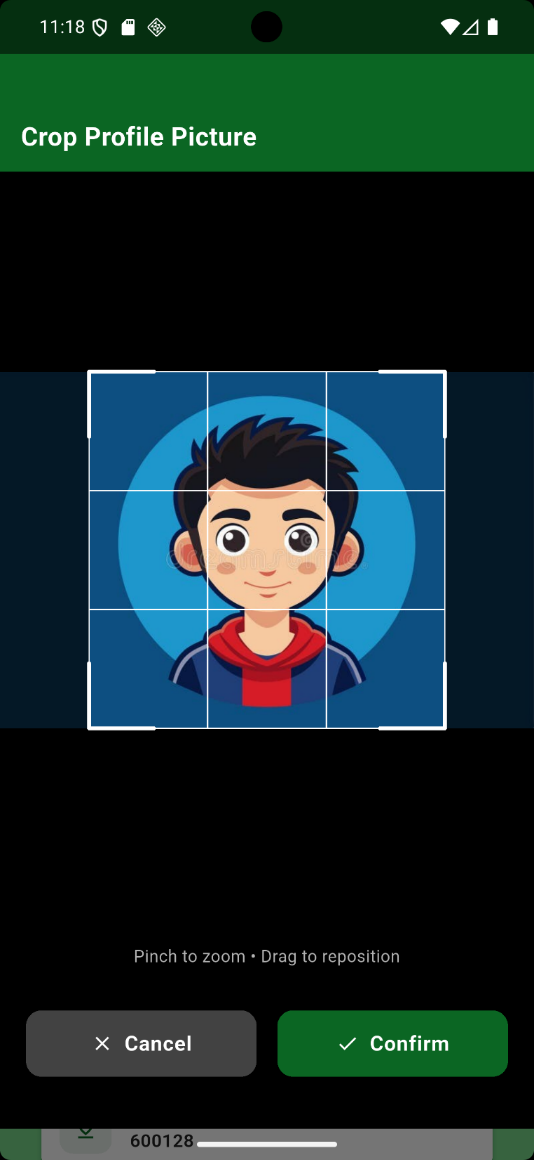 11:18
Crop Profile Picture
Pinch to zoom • Drag to reposition
Cancel
Confirm
600128